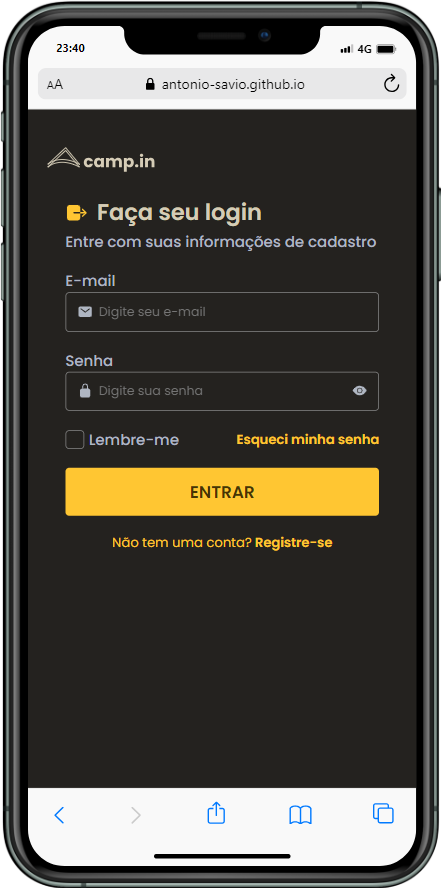 23:40
4G
AA
antonio-savio.github.io
camp.in
Faça seu login
Entre com suas informações de cadastro
E-mail
Digite seu e-mail
Senha
Digite sua senha
Lembre-me
Esqueci minha senha
ENTRAR
Não tem uma conta? Registre-se